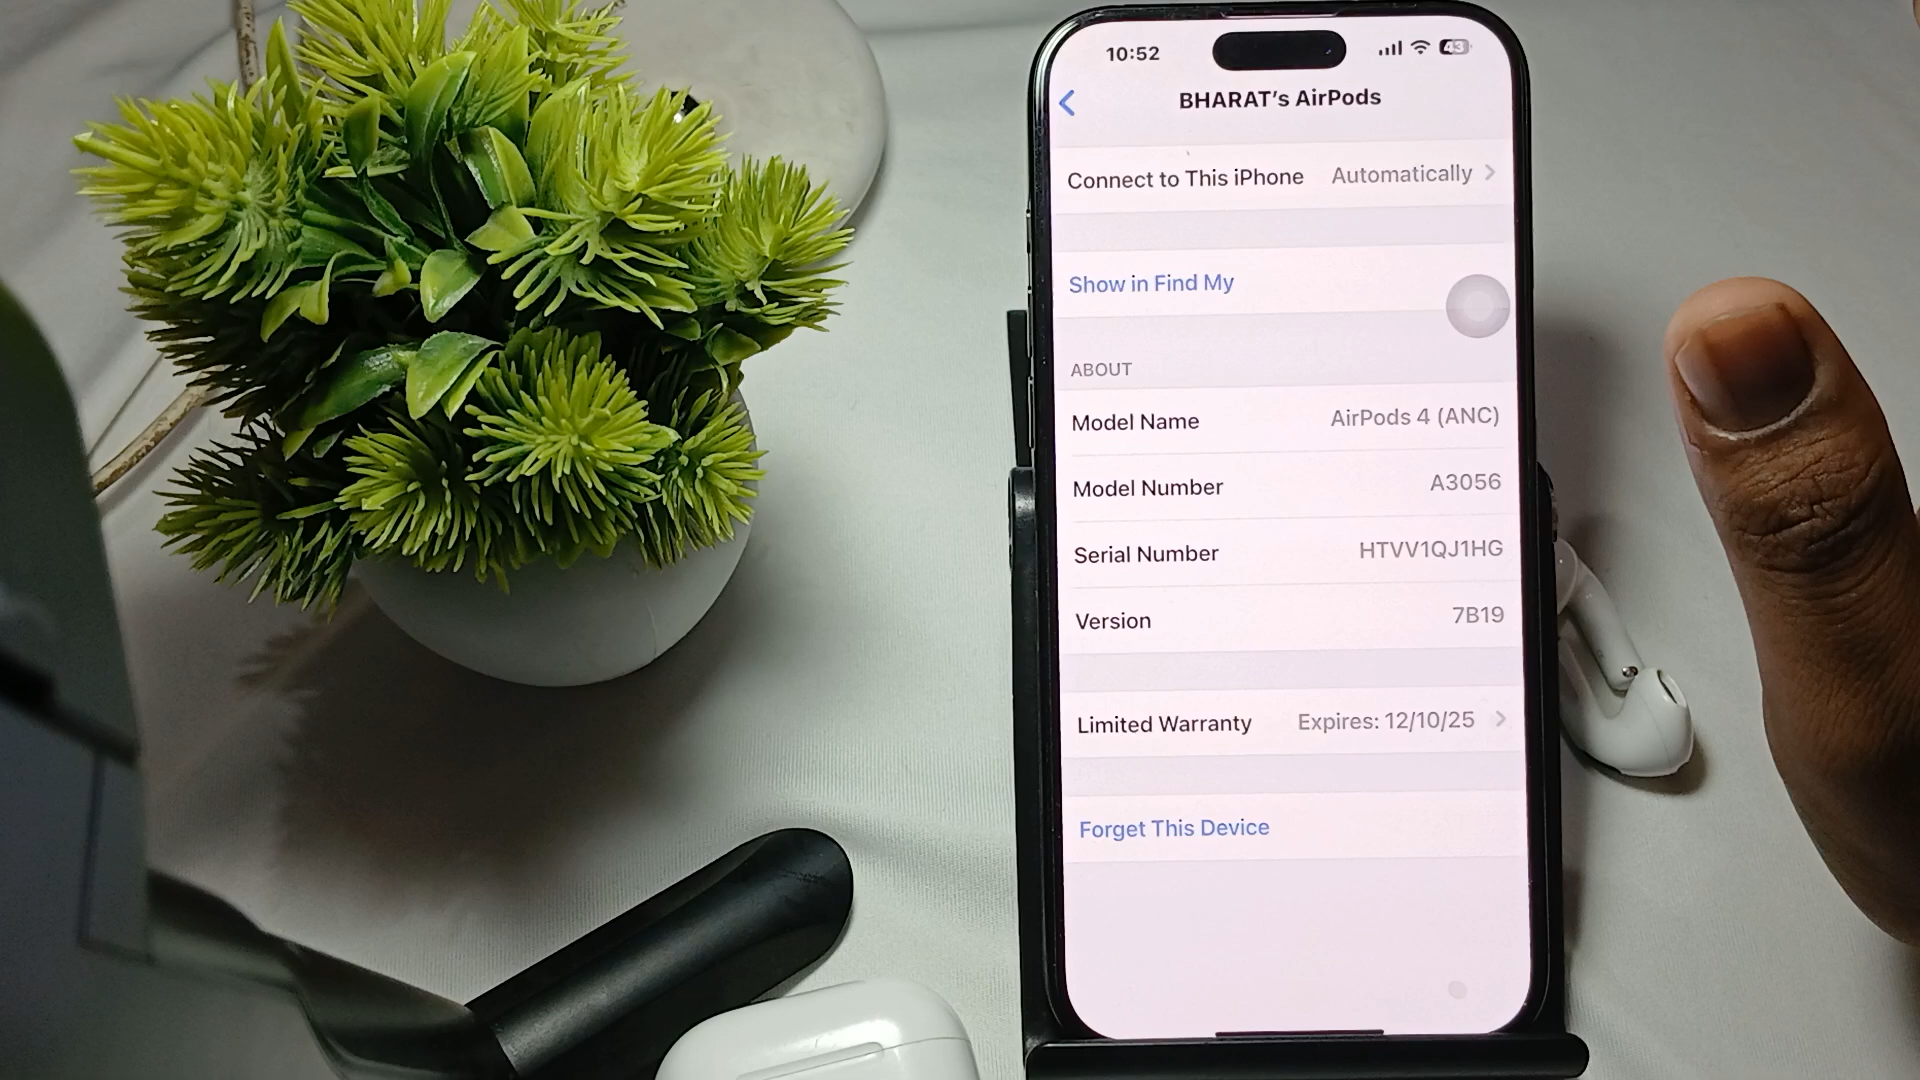 10:52
43
BHARAT's AirPods
Connect to This iPhone Automatically
Show in Find My
ABOUT
Model Name AirPods 4 (ANC)
Model Number A3056
Serial Number HTVV1QJ1HG
Version 7B19
Limited Warranty Expires: 12/10/25
Forget This Device